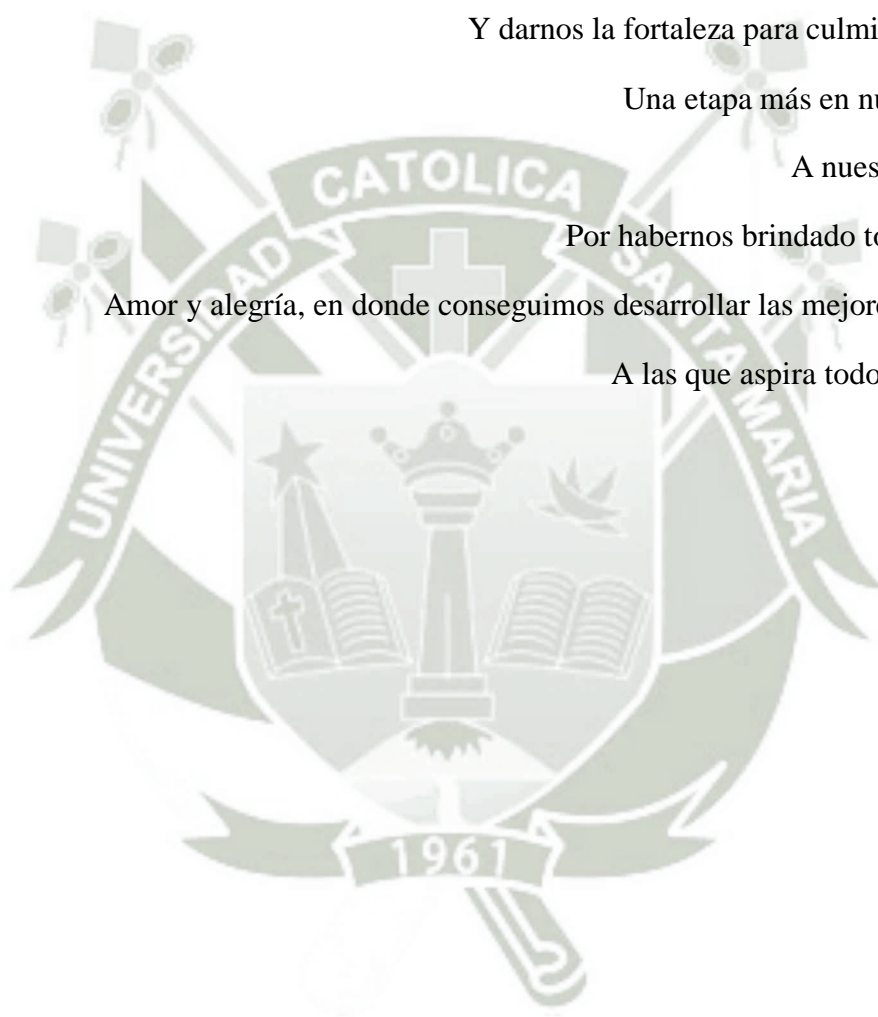 Y darnos la fortaleza para culmi
Una etapa más en nu
A nues
Por habernos brindado to
Amor y alegría, en donde conseguimos desarrollar las mejor
A las que aspira todo
UNIVERSIDAD CATOLICA SANTA MARIA
1961